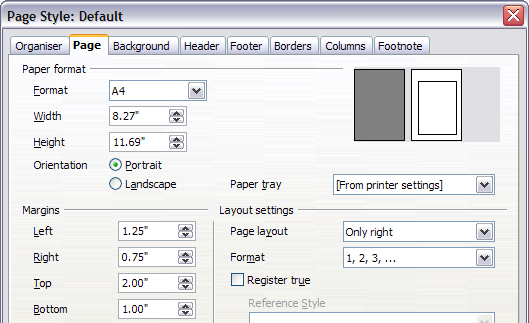 Page Style: Default
Organiser Page Background Header Footer Borders Columns Footnote
Paper format
Format A4
Width 8.27"
Height 11.69"
Orientation Portrait
Landscape Paper tray [From printer settings]
Margins Layout settings
Left 1.25" Page layout Only right
Right 0.75" Format 1, 2, 3, ...
Top 2.00" Register true
Bottom 1.00" Reference Style